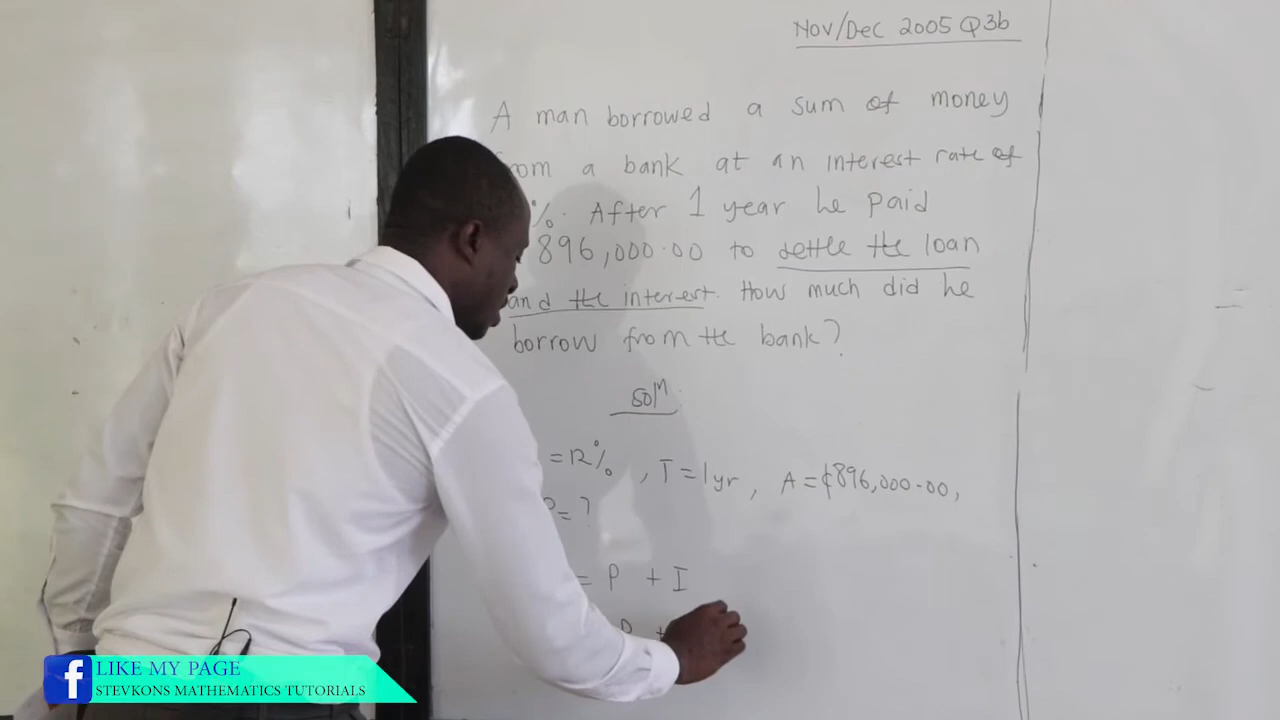 Nov/Dec 2005 Q3b
A man borrowed a sum of money
from a bank at an interest rate of
%. After 1 year he paid
896,000.00 to settle the loan
and the interest. How much did he
borrow from the bank?
Soln
= 12% , T = 1yr , A = ¢896,000.00,
P = ?
= P + I
P +
LIKE MY PAGE
STEVKONS MATHEMATICS TUTORIALS